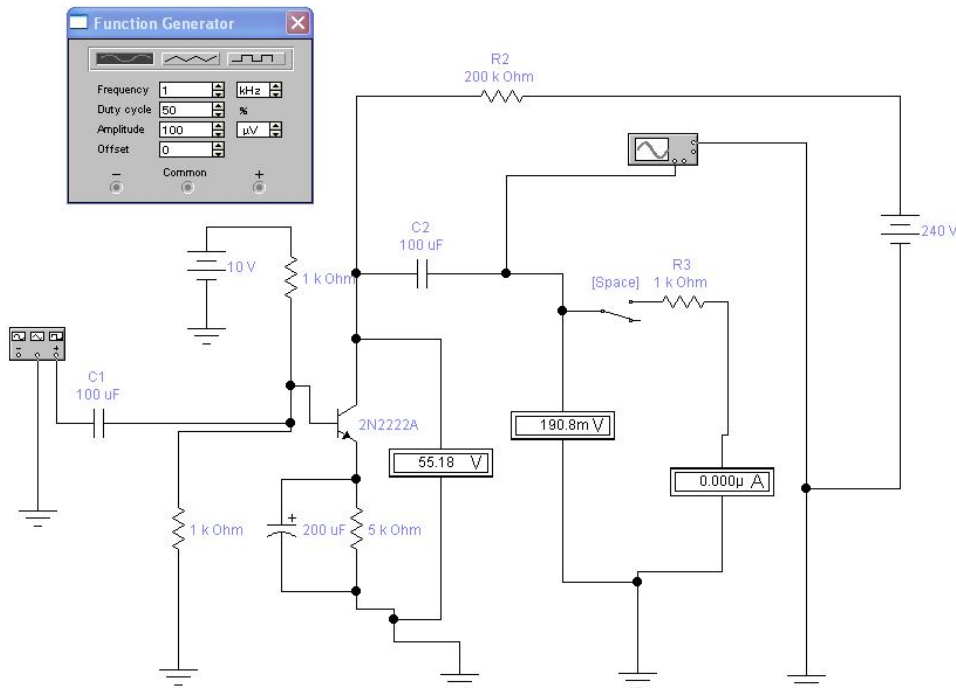 Function Generator
Frequency 1 kHz
Duty cycle 50 %
Amplitude 100 µV
Offset 0
− Common +
R2
200 k Ohm
C2
100 uF
240 V
10 V
1 k Ohm
[Space]
R3
1 k Ohm
− +
C1
100 uF
2N2222A
190.8m V
55.18 V
0.000µ A
1 k Ohm
+
200 uF
5 k Ohm